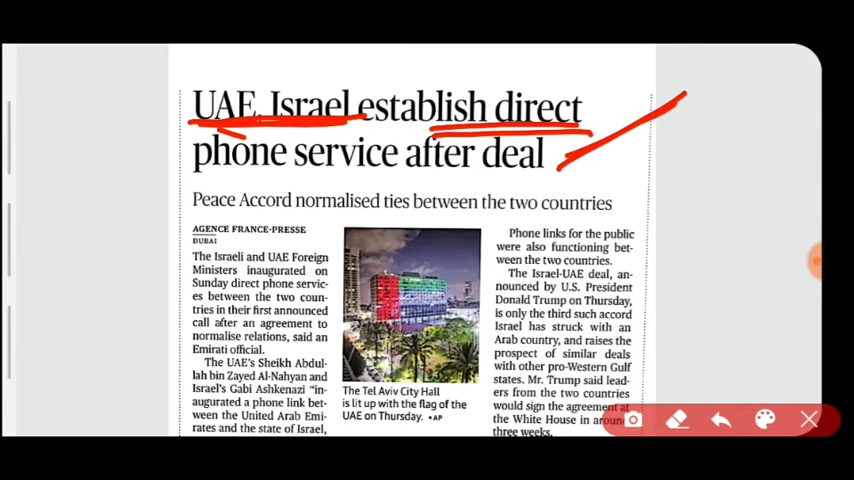 UAE, Israel establish direct
phone service after deal
Peace Accord normalised ties between the two countries
AGENCE FRANCE-PRESSE
DUBAI
The Israeli and UAE Foreign
Ministers inaugurated on
Sunday direct phone servic-
es between the two coun-
tries in their first announced
call after an agreement to
normalise relations, said an
Emirati official.
The UAE's Sheikh Abdul-
lah bin Zayed Al-Nahyan and
Israel's Gabi Ashkenazi "in-
augurated a phone link bet-
ween the United Arab Emi-
rates and the state of Israel,
The Tel Aviv City Hall
is lit up with the flag of the
UAE on Thursday. • AP
Phone links for the public
were also functioning bet-
ween the two countries.
The Israel-UAE deal, an-
nounced by U.S. President
Donald Trump on Thursday,
is only the third such accord
Israel has struck with an
Arab country, and raises the
prospect of similar deals
with other pro-Western Gulf
states. Mr. Trump said lead-
ers from the two countries
would sign the agreement at
the White House in around
three weeks.